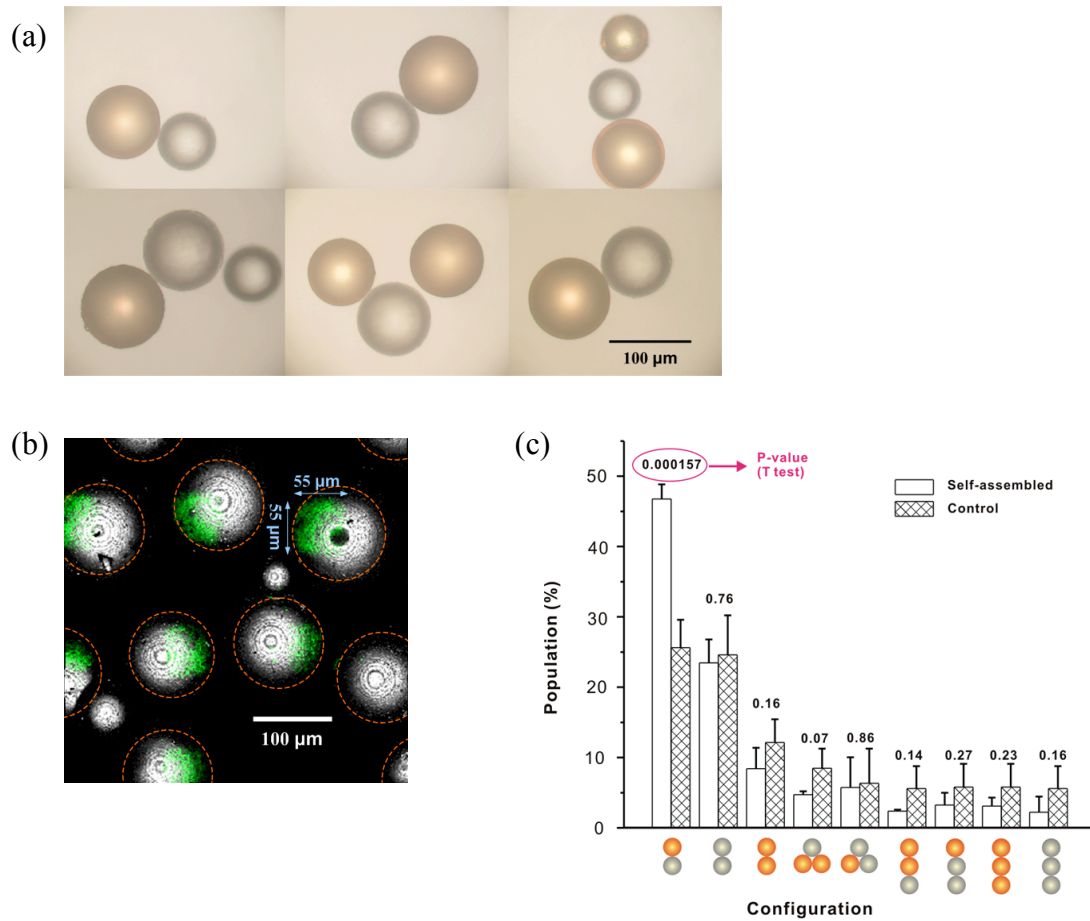 (a)
100 µm
(b)
55 µm
55 µm
100 µm
(c)
0.000157
P-value
(T test)
Self-assembled
Control
50
40
30
20
10
0
0.76
0.16
0.07
0.86
0.14
0.27
0.23
0.16
Population (%)
Configuration